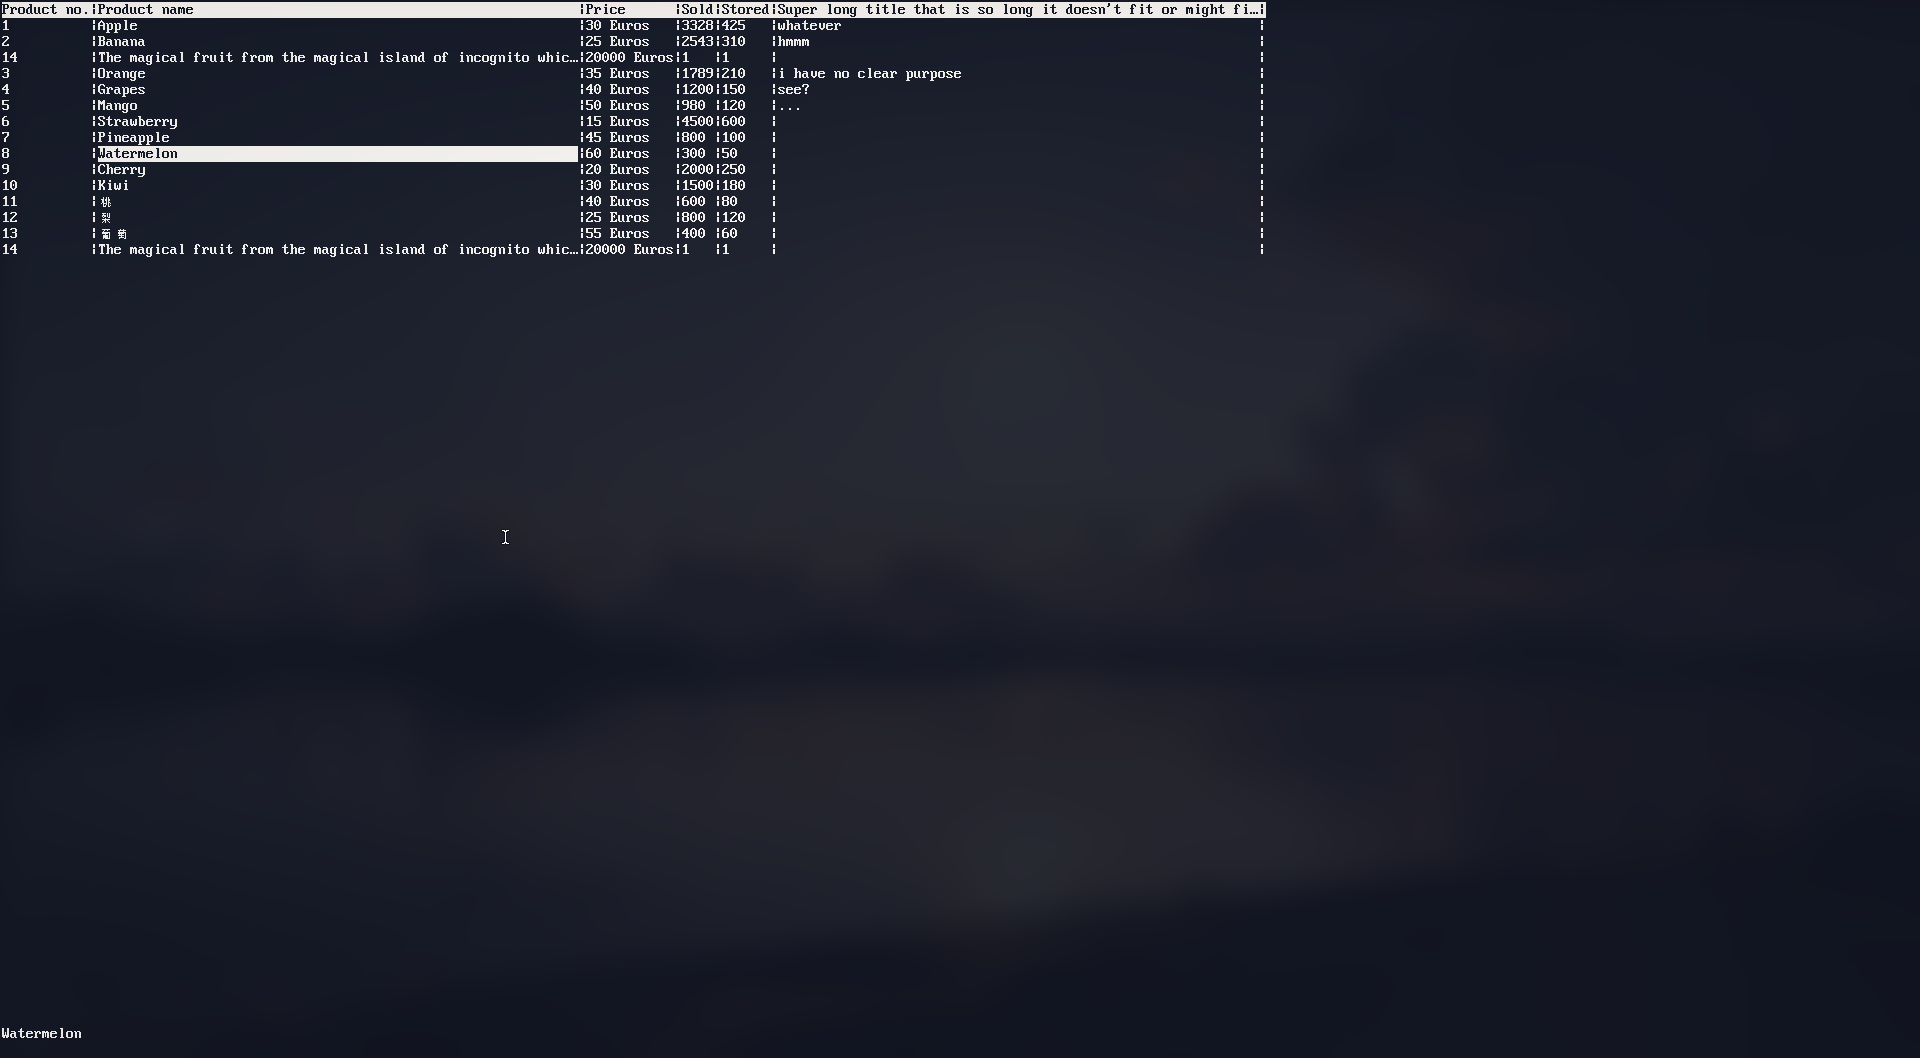 Product no.¦Product name ¦Price ¦Sold¦Stored¦Super long title that is so long it doesn't fit or might fi…¦
1 ¦Apple ¦30 Euros ¦3328¦425 ¦whatever ¦
2 ¦Banana ¦25 Euros ¦2543¦310 ¦hmmm ¦
14 ¦The magical fruit from the magical island of incognito whic…¦20000 Euros¦1 ¦1 ¦ ¦
3 ¦Orange ¦35 Euros ¦1789¦210 ¦i have no clear purpose ¦
4 ¦Grapes ¦40 Euros ¦1200¦150 ¦see? ¦
5 ¦Mango ¦50 Euros ¦980 ¦120 ¦... ¦
6 ¦Strawberry ¦15 Euros ¦4500¦600 ¦ ¦
7 ¦Pineapple ¦45 Euros ¦800 ¦100 ¦ ¦
8 ¦Watermelon ¦60 Euros ¦300 ¦50 ¦ ¦
9 ¦Cherry ¦20 Euros ¦2000¦250 ¦ ¦
10 ¦Kiwi ¦30 Euros ¦1500¦180 ¦ ¦
11 ¦桃 ¦40 Euros ¦600 ¦80 ¦ ¦
12 ¦梨 ¦25 Euros ¦800 ¦120 ¦ ¦
13 ¦葡萄 ¦55 Euros ¦400 ¦60 ¦ ¦
14 ¦The magical fruit from the magical island of incognito whic…¦20000 Euros¦1 ¦1 ¦ ¦
Watermelon